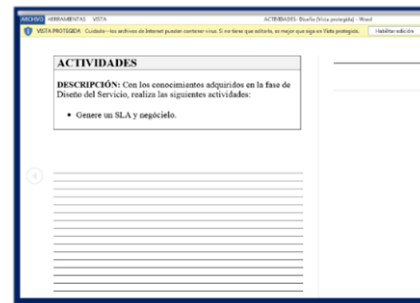 ARCHIVO HERRAMIENTAS VISTA
ACTIVIDADES- Diseño (Vista protegida) - Word
VISTA PROTEGIDA Cuidado—los archivos de Internet pueden contener virus. Si no tiene que editarlo, es mejor que siga en Vista protegida. Habilitar edición
ACTIVIDADES
DESCRIPCIÓN: Con los conocimientos adquiridos en la fase de
Diseño del Servicio, realiza las siguientes actividades:
• Genere un SLA y negócielo.